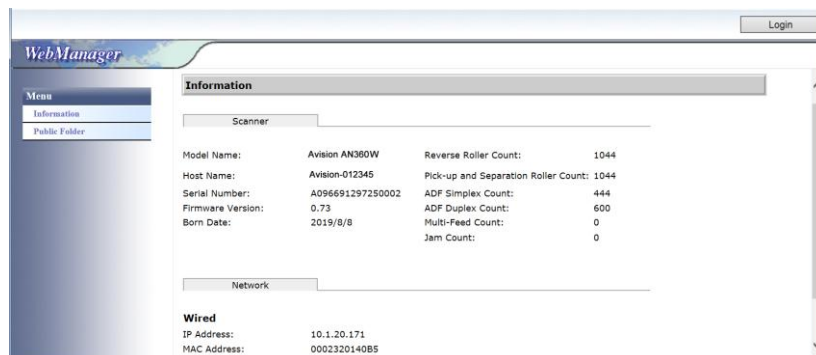 Login
WebManager
Menu
Information
Public Folder
Information
Scanner
Model Name: Avision AN360W Reverse Roller Count: 1044
Host Name: Avision-012345 Pick-up and Separation Roller Count: 1044
Serial Number: A096691297250002 ADF Simplex Count: 444
Firmware Version: 0.73 ADF Duplex Count: 600
Born Date: 2019/8/8 Multi-Feed Count: 0
Jam Count: 0
Network
Wired
IP Address: 10.1.20.171
MAC Address: 0002320140B5